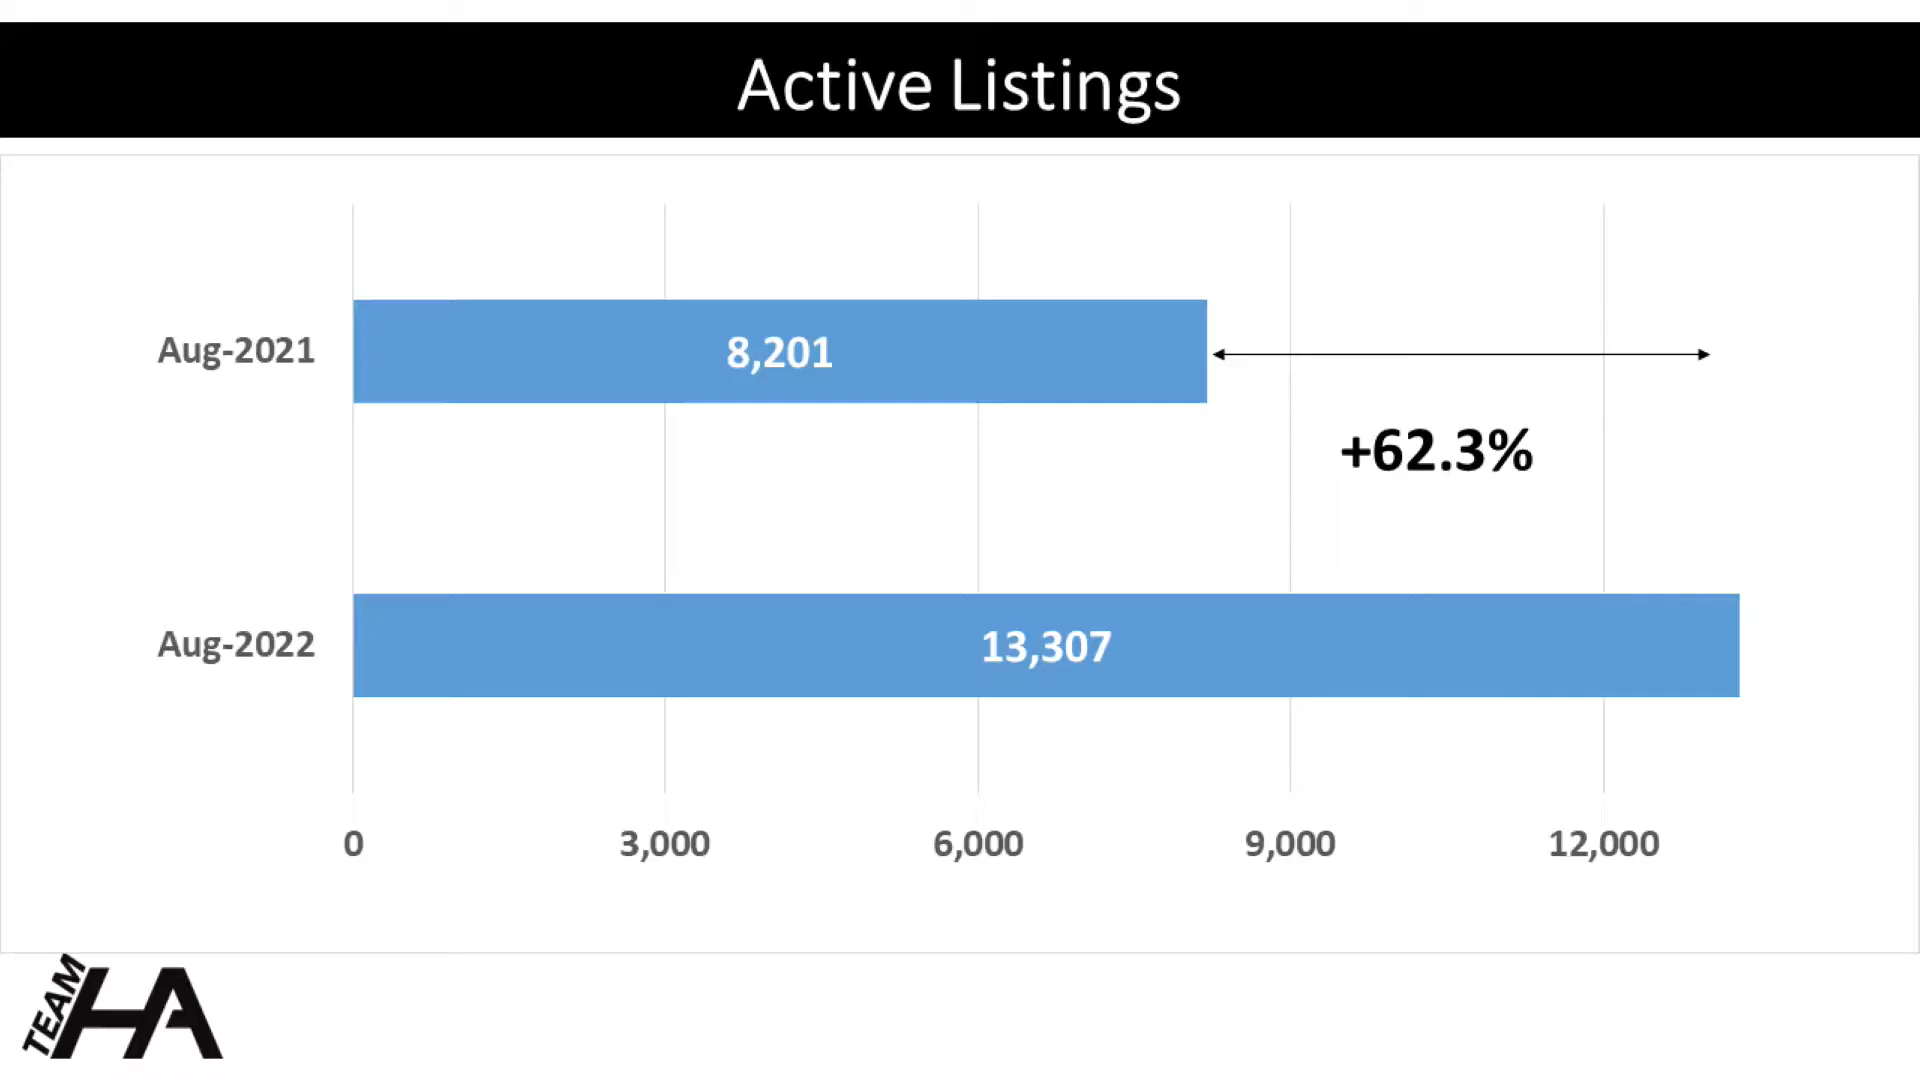 Active Listings
Aug-2021
8,201
+62.3%
Aug-2022
13,307
0 3,000 6,000 9,000 12,000
TEAM
HA